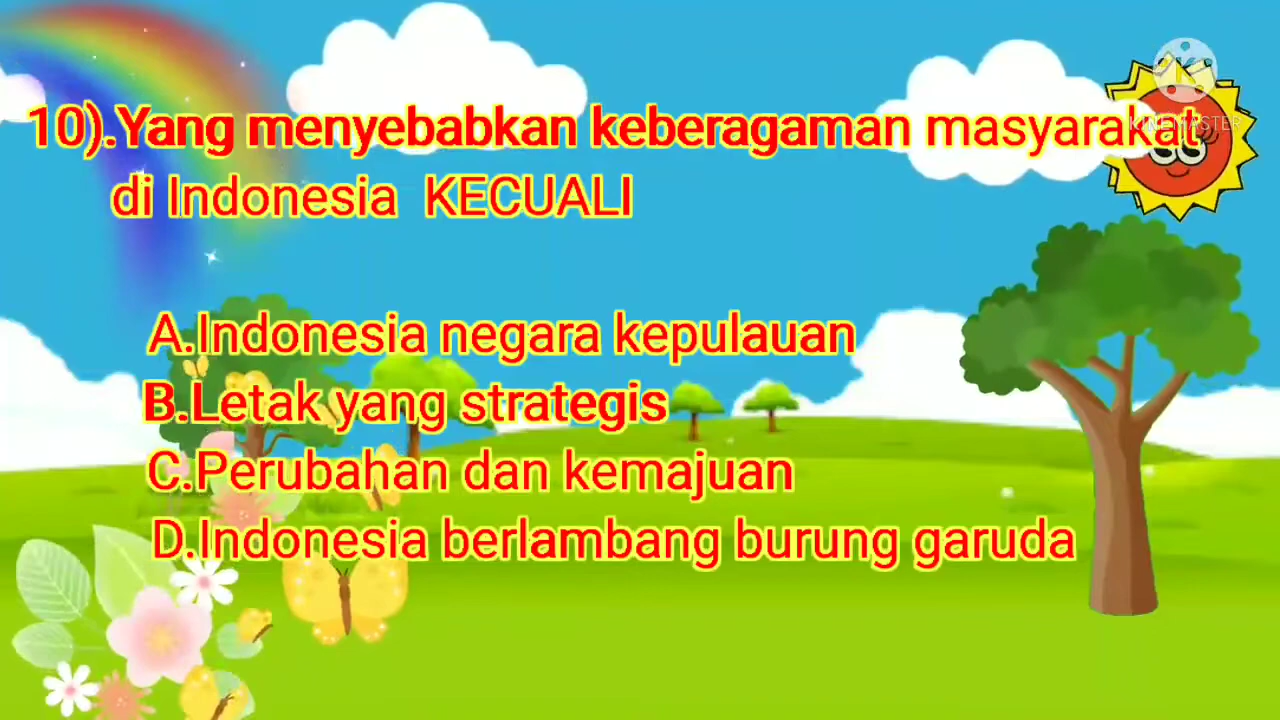 10).Yang menyebabkan keberagaman masyarakat
di Indonesia KECUALI
A.Indonesia negara kepulauan
B.Letak yang strategis
C.Perubahan dan kemajuan
D.Indonesia berlambang burung garuda
KINEMASTER